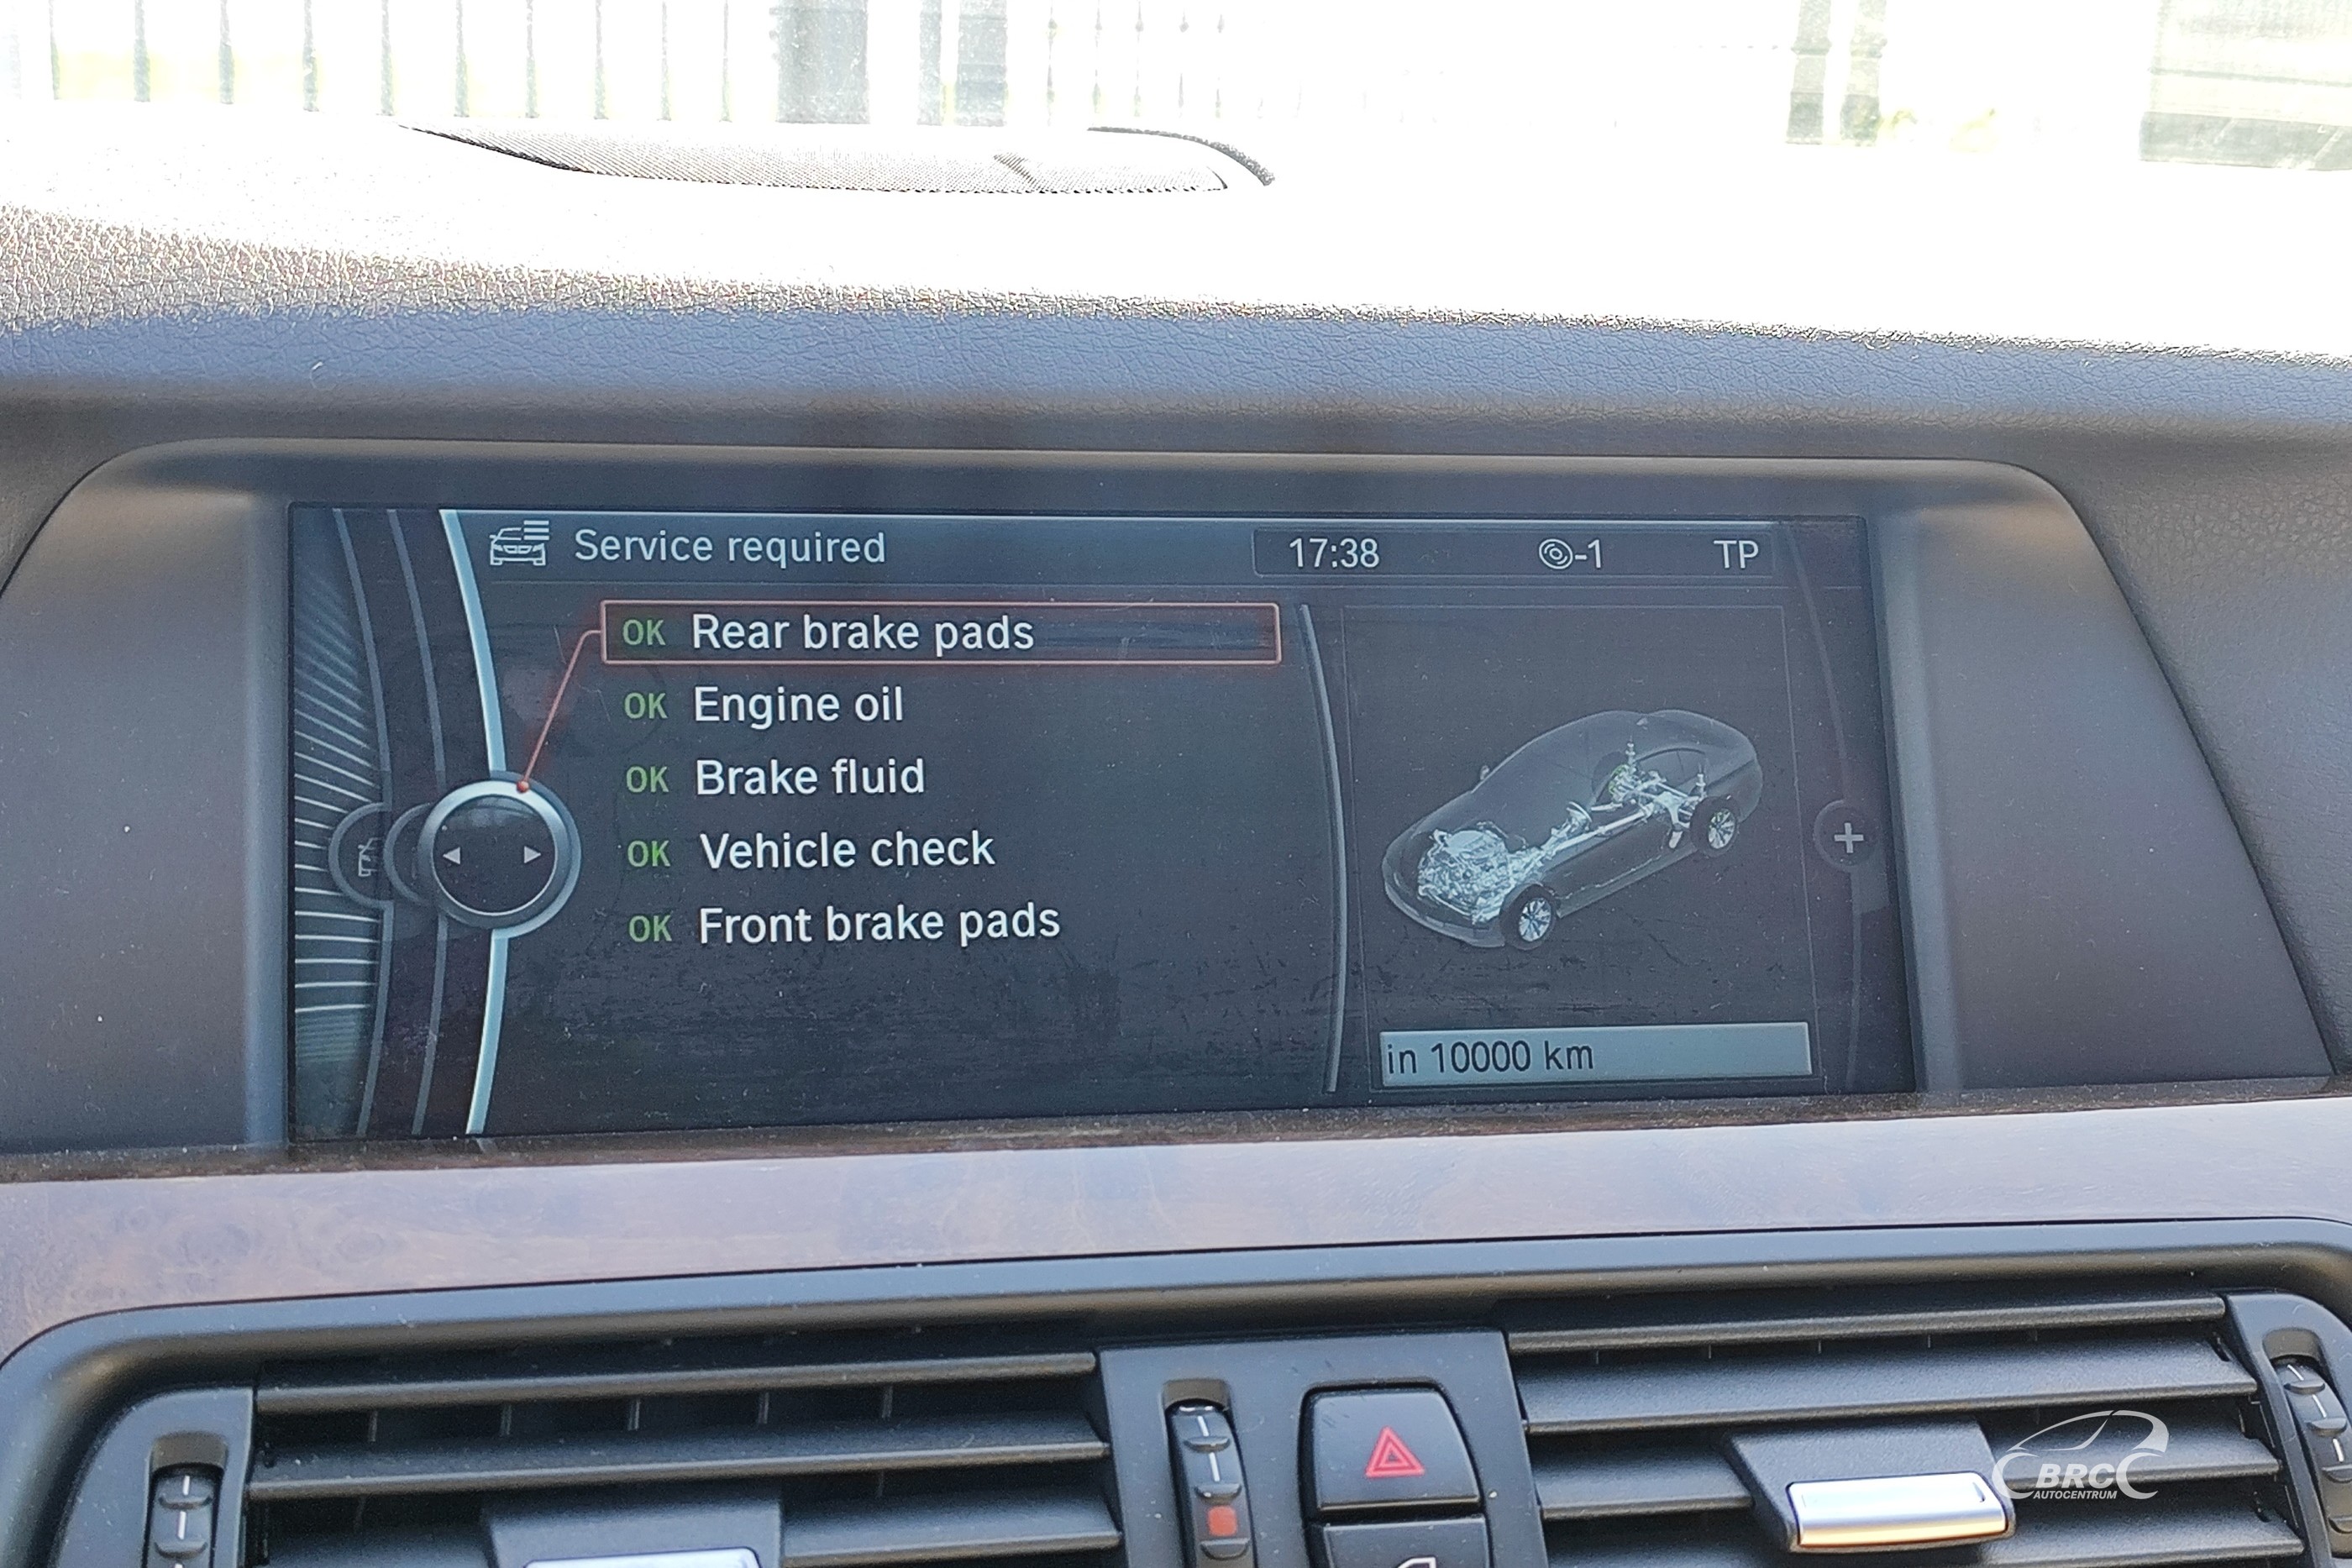 Service required
17:38
-1
TP
OK Rear brake pads
OK Engine oil
OK Brake fluid
OK Vehicle check
OK Front brake pads
in 10000 km
BRC
AUTOCENTRUM